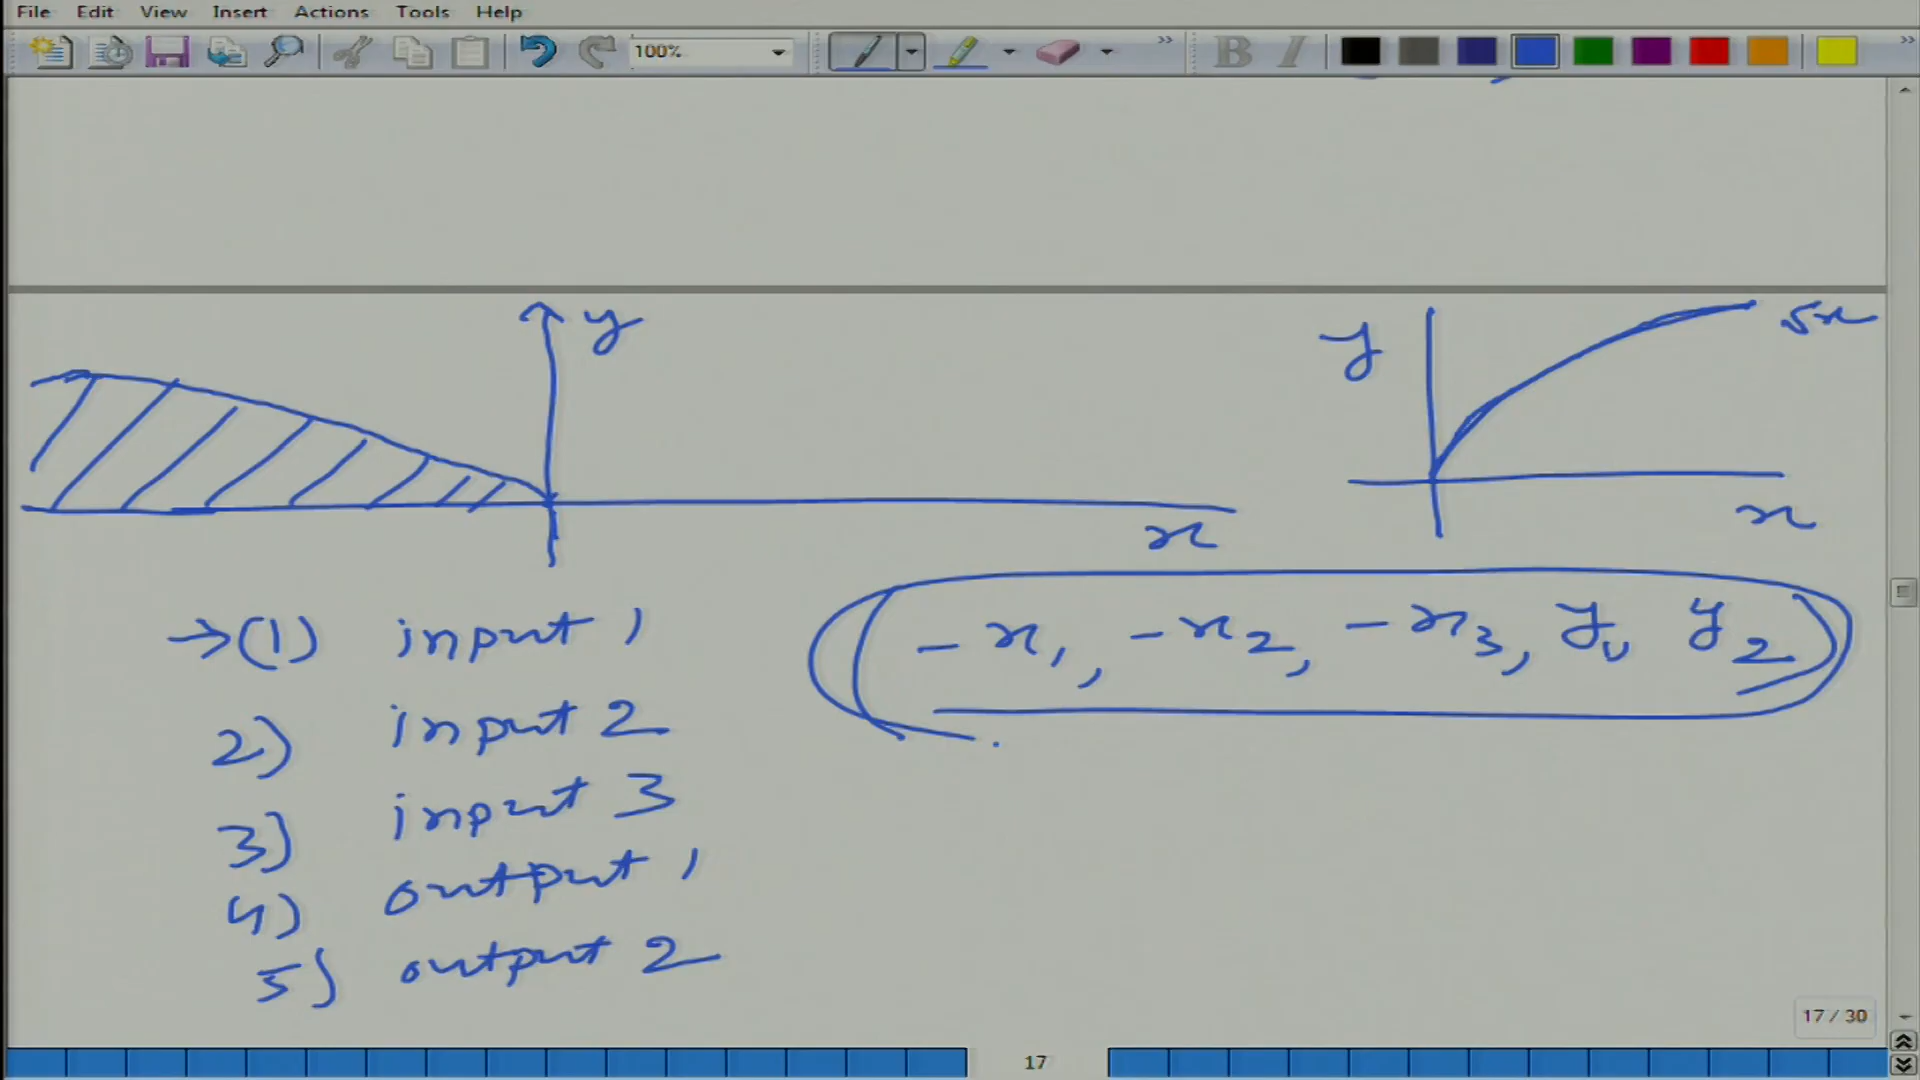 File Edit View Insert Actions Tools Help
100%
B I
y
x
y
5x
x
→(1) input 1
2) input 2
3) input 3
4) output 1
5) output 2
(-x1, -x2, -x3, y1, y2)
17 / 30
17